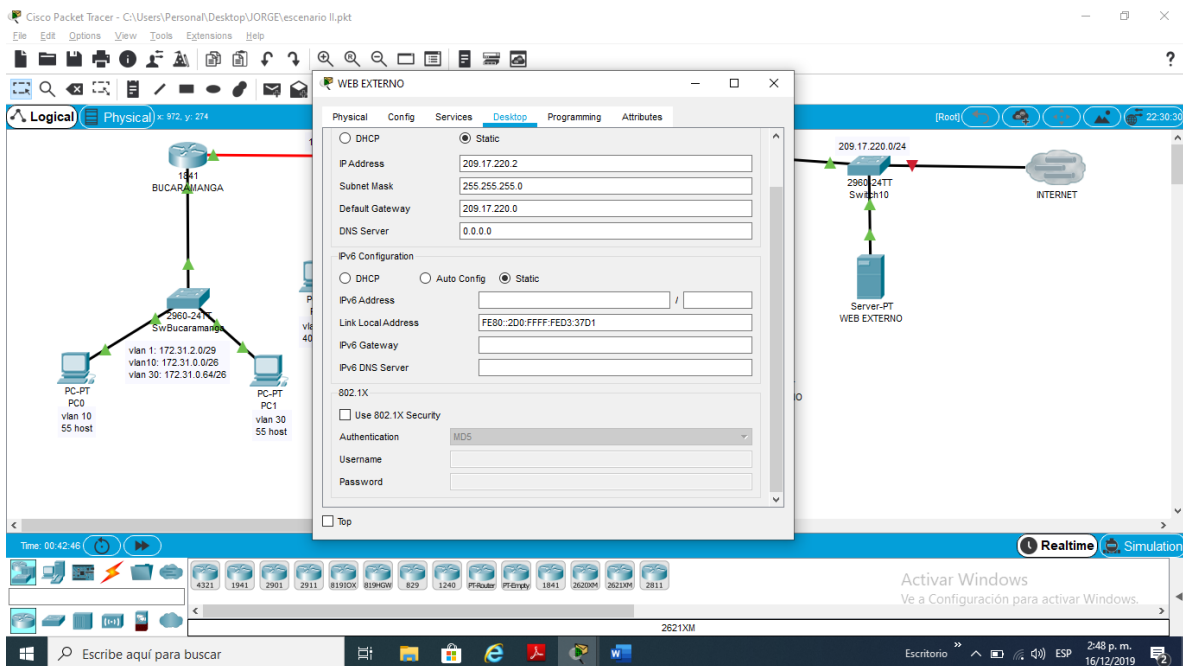 Cisco Packet Tracer - C:\Users\Personal\Desktop\JORGE\escenario II.pkt
File Edit Options View Tools Extensions Help
?
Logical Physical x: 972, y: 274
[Root] 22:30:30
WEB EXTERNO
Physical Config Services Desktop Programming Attributes
DHCP Static
IP Address 209.17.220.2
Subnet Mask 255.255.255.0
Default Gateway 209.17.220.0
DNS Server 0.0.0.0
IPv6 Configuration
DHCP Auto Config Static
IPv6 Address /
Link Local Address FE80::2D0:FFFF:FED3:37D1
IPv6 Gateway
IPv6 DNS Server
802.1X
Use 802.1X Security
Authentication MD5
Username
Password
Top
1841
BUCARAMANGA
2960-24TT
SwBucaramanga
vlan 1: 172.31.2.0/29
vlan10: 172.31.0.0/26
vlan 30: 172.31.0.64/26
PC-PT
PC0
vlan 10
55 host
PC-PT
PC1
vlan 30
55 host
40
209.17.220.0/24
2960-24TT
Switch10
INTERNET
Server-PT
WEB EXTERNO
Time: 00:42:46
Realtime Simulation
4321 1941 2901 2911 819IOX 819HGW 829 1240 PT-Router PT-Empty 1841 2620XM 2621XM 2811
2621XM
Activar Windows
Ve a Configuración para activar Windows.
Escribe aquí para buscar
Escritorio ESP
2:48 p. m.
16/12/2019
2